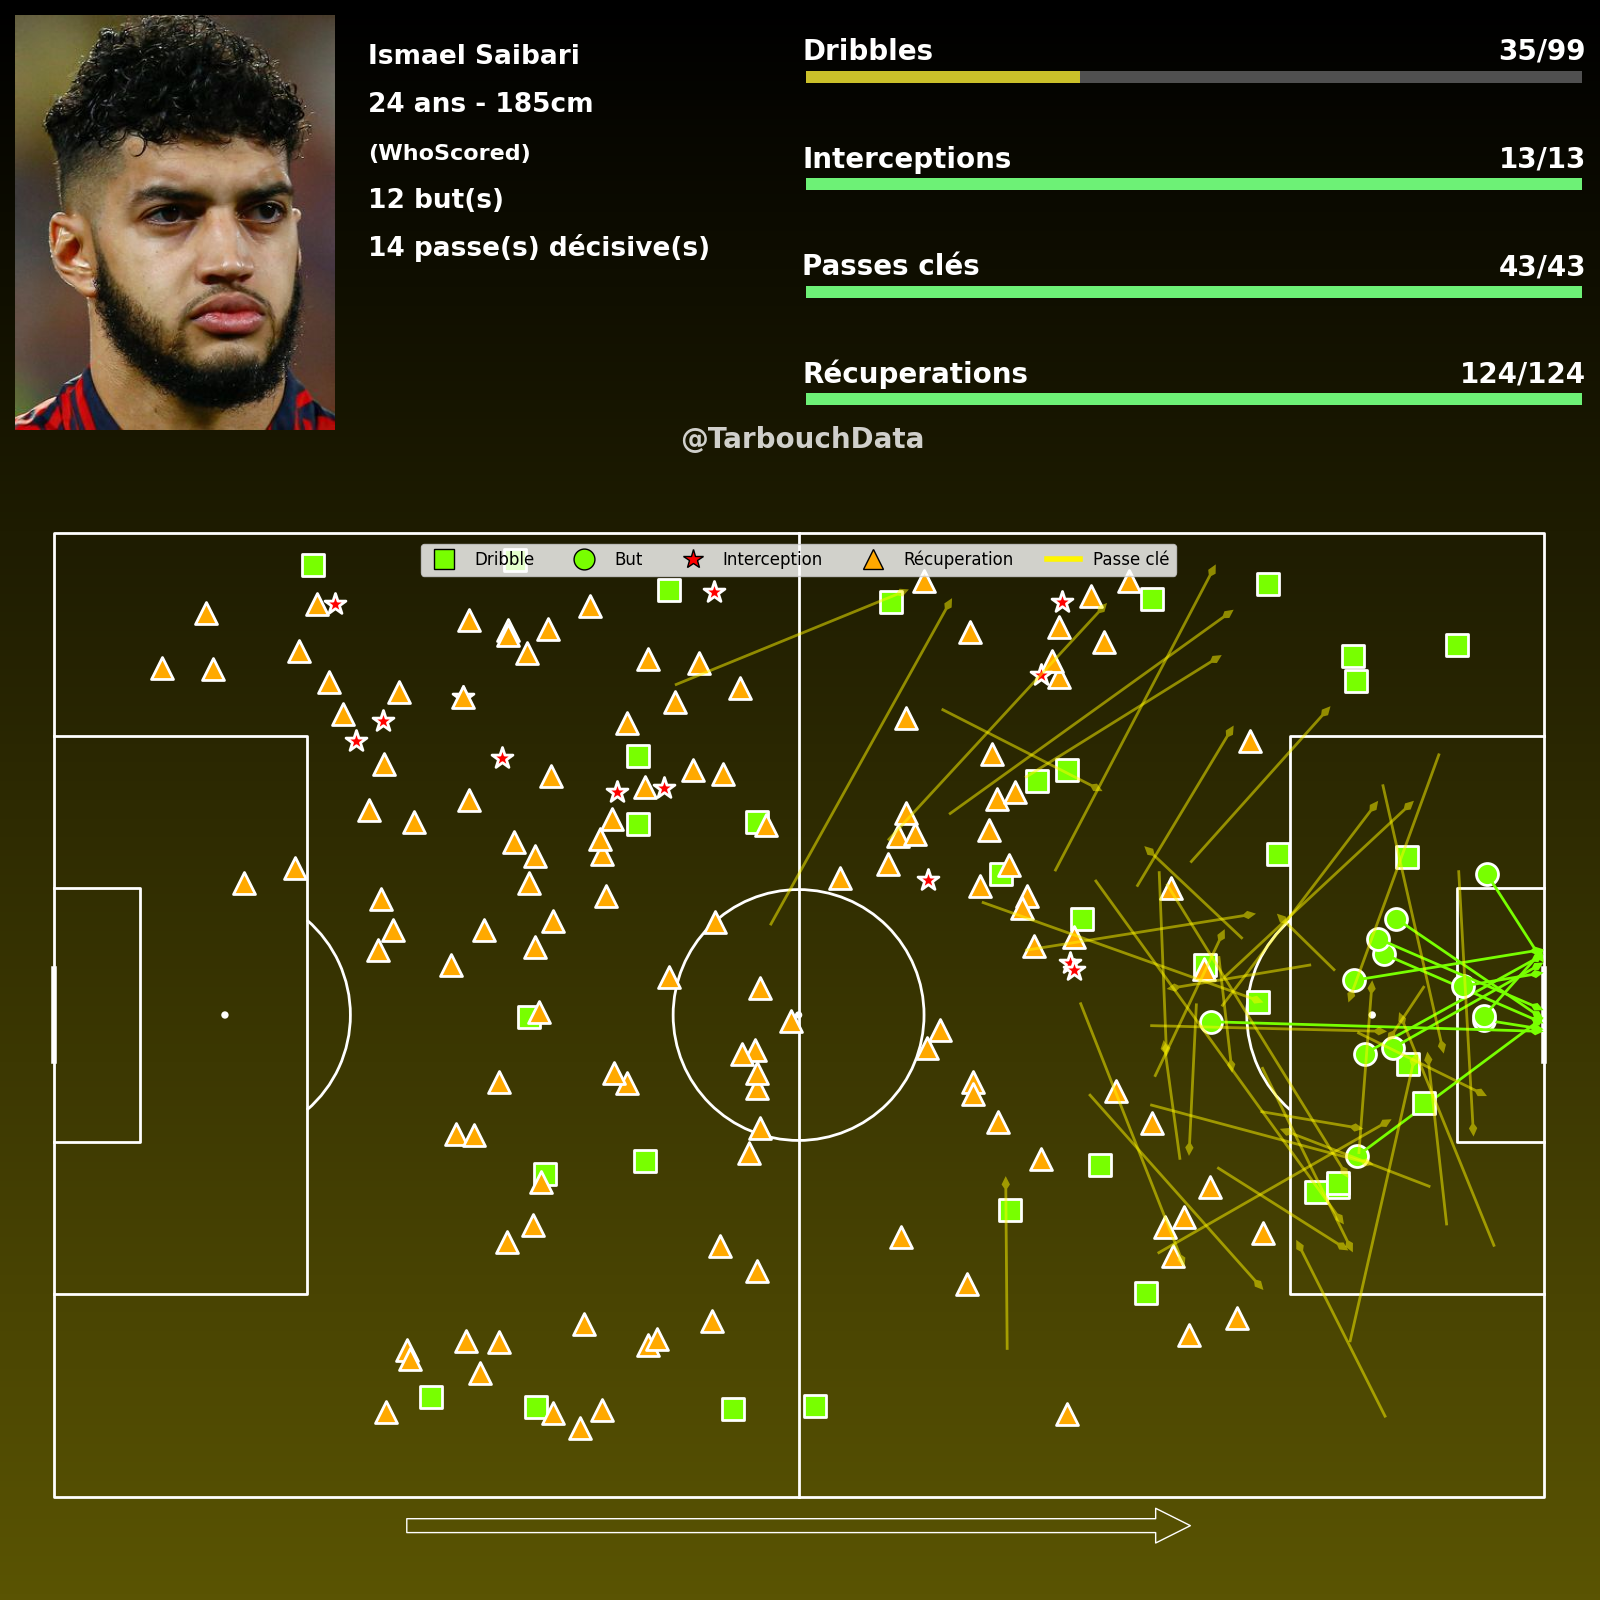 Ismael Saibari
24 ans - 185cm
(WhoScored)
12 but(s)
14 passe(s) décisive(s)
Dribbles 35/99
Interceptions 13/13
Passes clés 43/43
Récuperations 124/124
@TarbouchData
Dribble But Interception Récuperation Passe clé